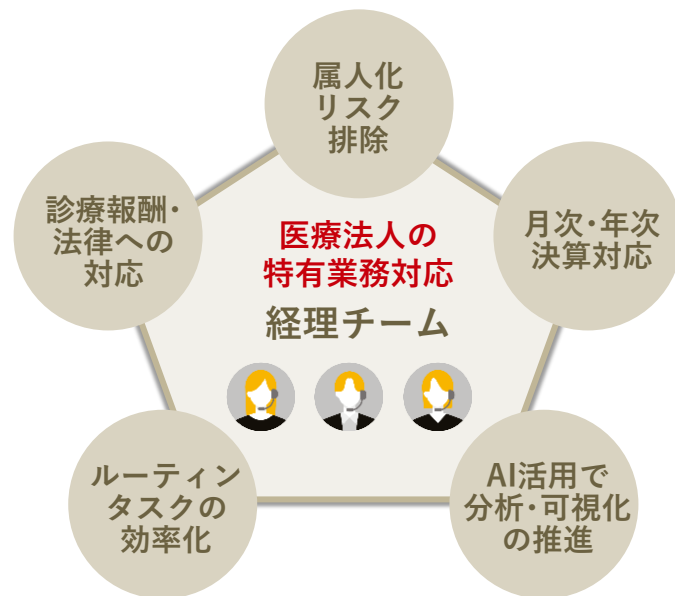 属人化
リスク
排除
診療報酬・
法律への
対応
医療法人の
特有業務対応
経理チーム
月次・年次
決算対応
ルーティン
タスクの
効率化
AI活用で
分析・可視化
の推進